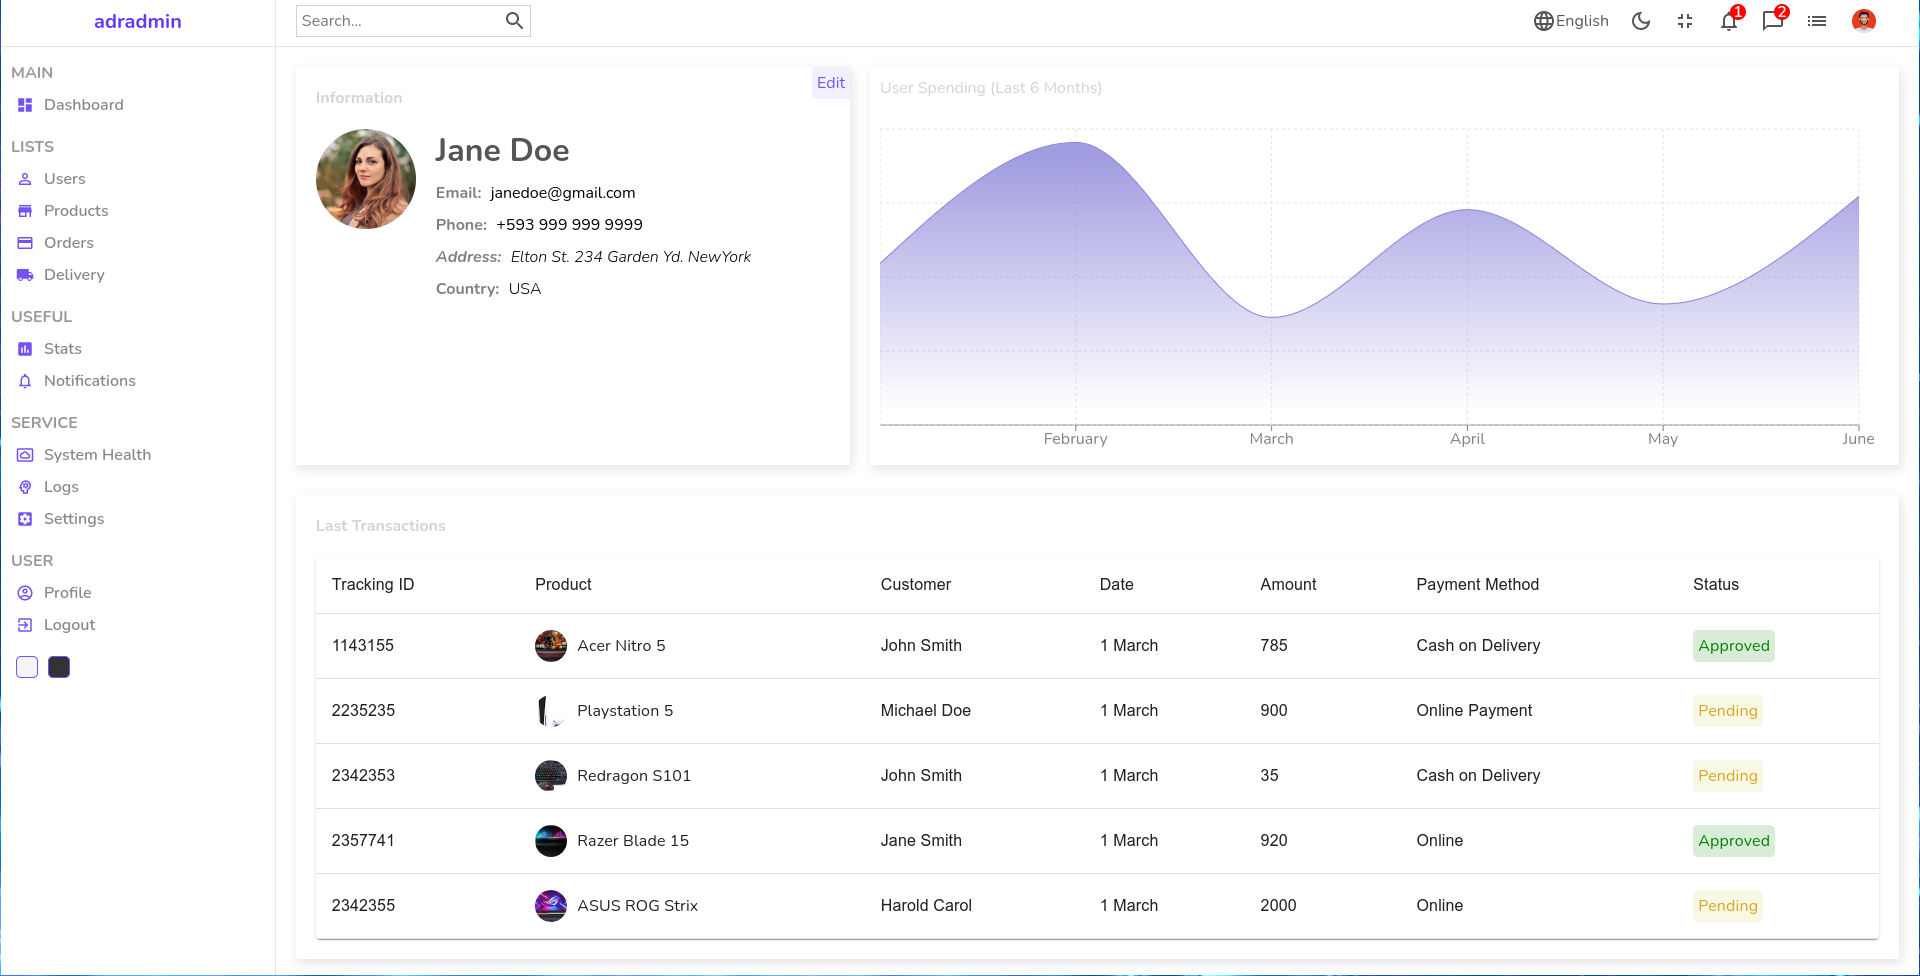 adradmin
Search...
English
1
2
MAIN
Dashboard
LISTS
Users
Products
Orders
Delivery
USEFUL
Stats
Notifications
SERVICE
System Health
Logs
Settings
USER
Profile
Logout
Edit
Information
Jane Doe
Email: janedoe@gmail.com
Phone: +593 999 999 9999
Address: Elton St. 234 Garden Yd. NewYork
Country: USA
User Spending (Last 6 Months)
February March April May June
Last Transactions
Tracking ID Product Customer Date Amount Payment Method Status
1143155 Acer Nitro 5 John Smith 1 March 785 Cash on Delivery Approved
2235235 Playstation 5 Michael Doe 1 March 900 Online Payment Pending
2342353 Redragon S101 John Smith 1 March 35 Cash on Delivery Pending
2357741 Razer Blade 15 Jane Smith 1 March 920 Online Approved
2342355 ASUS ROG Strix Harold Carol 1 March 2000 Online Pending